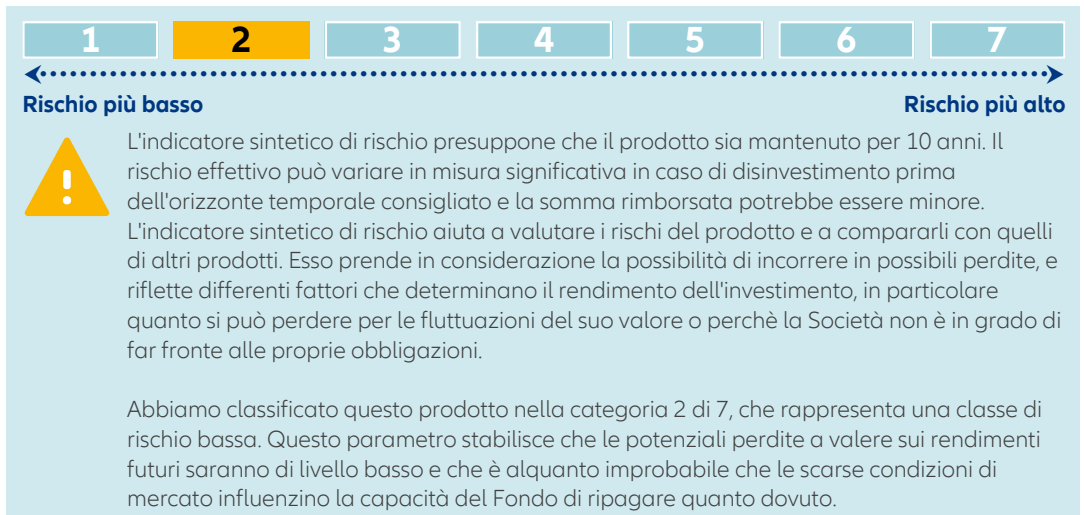 1 2 3 4 5 6 7
Rischio più basso Rischio più alto
L'indicatore sintetico di rischio presuppone che il prodotto sia mantenuto per 10 anni. Il
rischio effettivo può variare in misura significativa in caso di disinvestimento prima
dell'orizzonte temporale consigliato e la somma rimborsata potrebbe essere minore.
L'indicatore sintetico di rischio aiuta a valutare i rischi del prodotto e a compararli con quelli
di altri prodotti. Esso prende in considerazione la possibilità di incorrere in possibili perdite, e
riflette differenti fattori che determinano il rendimento dell'investimento, in particolare
quanto si può perdere per le fluttuazioni del suo valore o perchè la Società non è in grado di
far fronte alle proprie obbligazioni.
Abbiamo classificato questo prodotto nella categoria 2 di 7, che rappresenta una classe di
rischio bassa. Questo parametro stabilisce che le potenziali perdite a valere sui rendimenti
futuri saranno di livello basso e che è alquanto improbabile che le scarse condizioni di
mercato influenzino la capacità del Fondo di ripagare quanto dovuto.